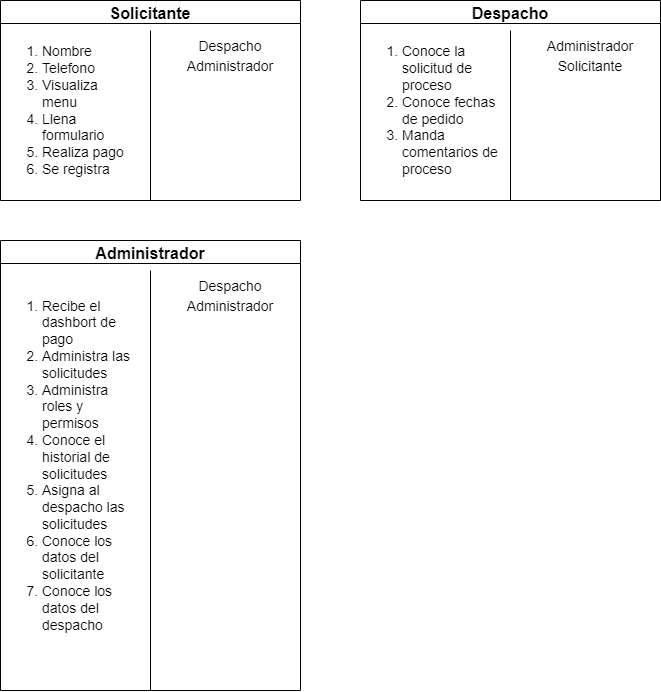 Solicitante
1. Nombre
2. Telefono
3. Visualiza
menu
4. Llena
formulario
5. Realiza pago
6. Se registra
Despacho
Administrador
Despacho
1. Conoce la
solicitud de
proceso
2. Conoce fechas
de pedido
3. Manda
comentarios de
proceso
Administrador
Solicitante
Administrador
1. Recibe el
dashbort de
pago
2. Administra las
solicitudes
3. Administra
roles y
permisos
4. Conoce el
historial de
solicitudes
5. Asigna al
despacho las
solicitudes
6. Conoce los
datos del
solicitante
7. Conoce los
datos del
despacho
Despacho
Administrador